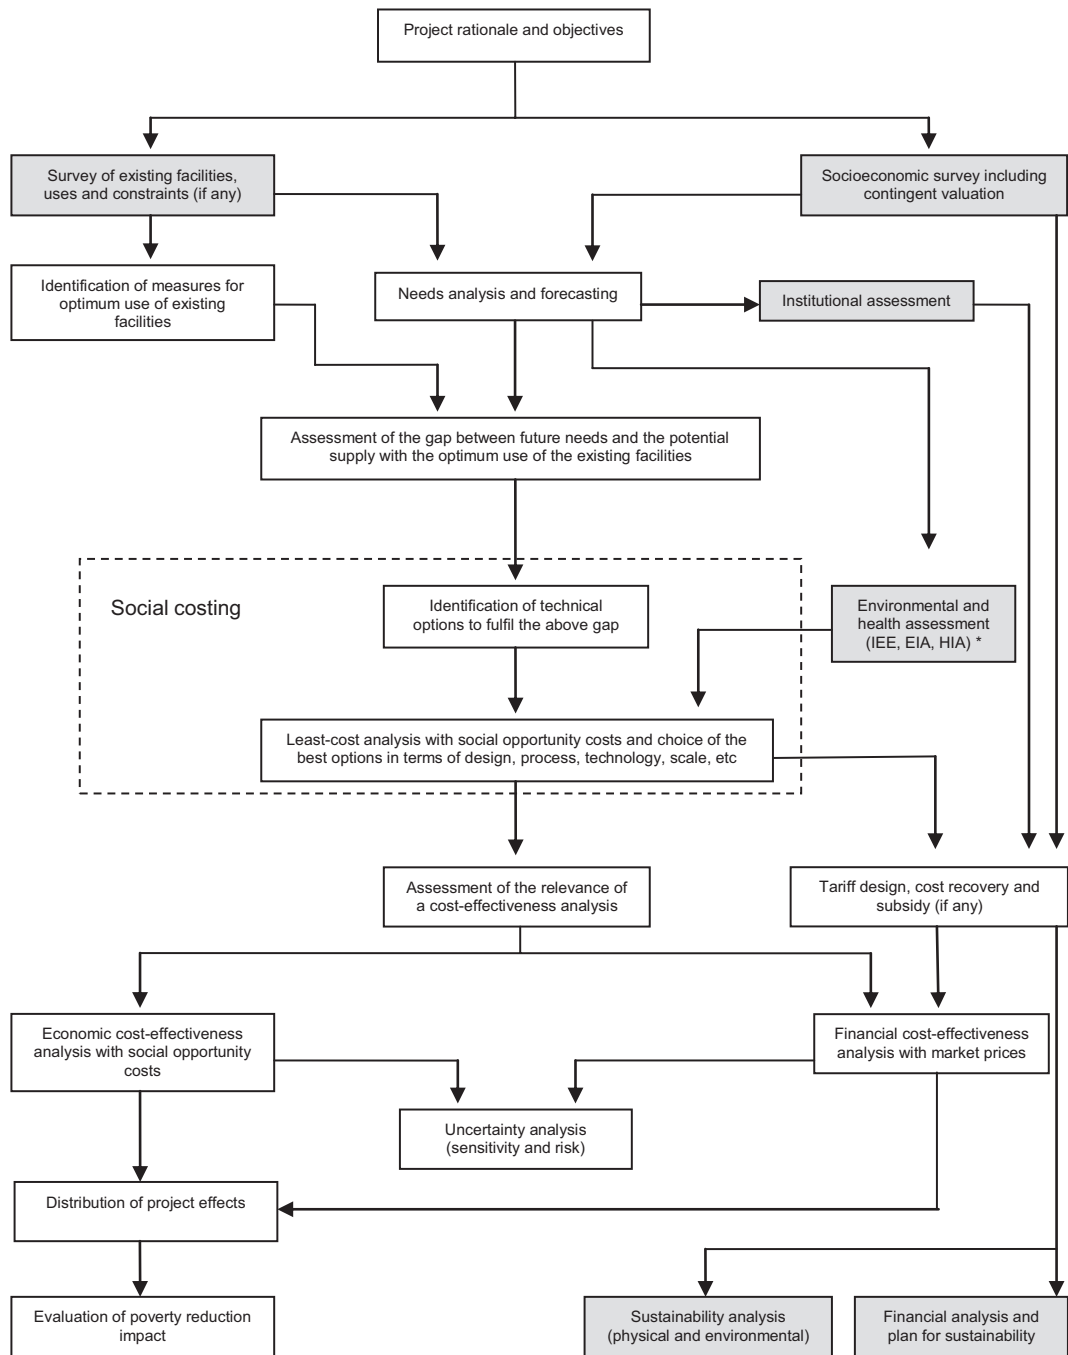 Project rationale and objectives
Survey of existing facilities,
uses and constraints (if any)
Socioeconomic survey including
contingent valuation
Identification of measures for
optimum use of existing
facilities
Needs analysis and forecasting
Institutional assessment
Assessment of the gap between future needs and the potential
supply with the optimum use of the existing facilities
Social costing
Identification of technical
options to fulfil the above gap
Environmental and
health assessment
(IEE, EIA, HIA) *
Least-cost analysis with social opportunity costs and choice of the
best options in terms of design, process, technology, scale, etc
Assessment of the relevance of
a cost-effectiveness analysis
Tariff design, cost recovery and
subsidy (if any)
Economic cost-effectiveness
analysis with social opportunity
costs
Financial cost-effectiveness
analysis with market prices
Uncertainty analysis
(sensitivity and risk)
Distribution of project effects
Evaluation of poverty reduction
impact
Sustainability analysis
(physical and environmental)
Financial analysis and
plan for sustainability